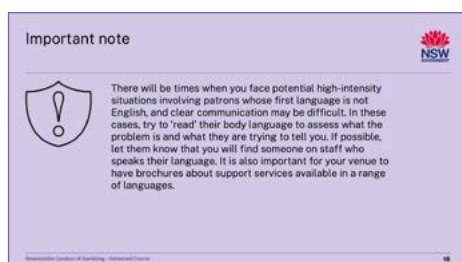 Important note
NSW
GOVERNMENT
There will be times when you face potential high-intensity
situations involving patrons whose first language is not
English, and clear communication may be difficult. In these
cases, try to 'read' their body language to assess what the
problem is and what they are trying to tell you. If possible,
let them know that you will find someone on staff who
speaks their language. It is also important for your venue to
have brochures about support services available in a range
of languages.
Responsible Conduct of Gambling - Advanced Course
18